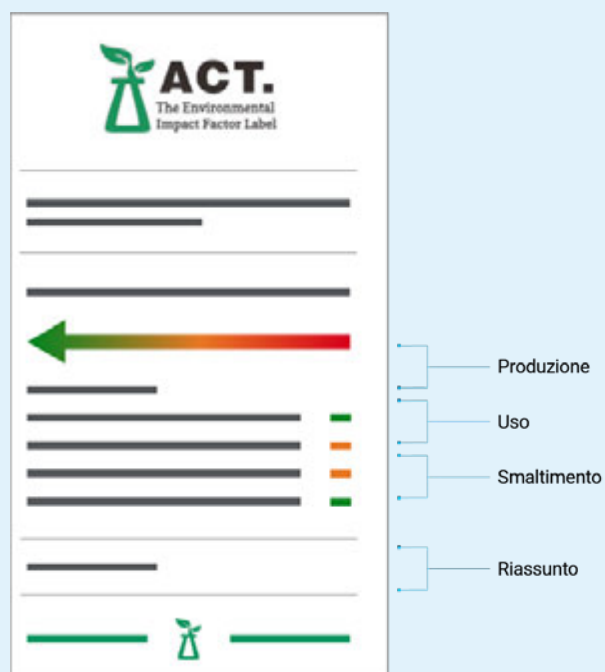 ACT.
The Environmental
Impact Factor Label
Produzione
Uso
Smaltimento
Riassunto